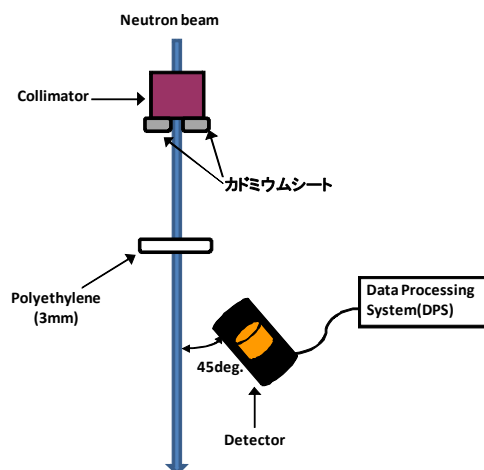 Neutron beam
Collimator
カドミウムシート
Polyethylene
(3mm)
Data Processing
System(DPS)
45deg.
Detector